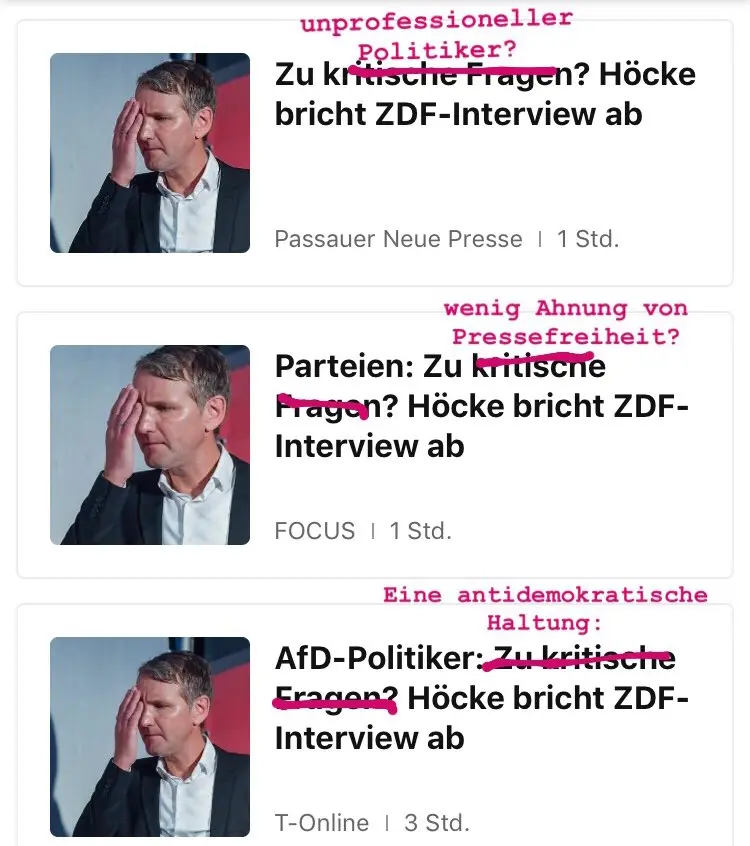 unprofessioneller
Politiker?
Zu kritische Fragen? Höcke
bricht ZDF-Interview ab
Passauer Neue Presse | 1 Std.
wenig Ahnung von
Pressefreiheit?
Parteien: Zu kritische
Fragen? Höcke bricht ZDF-
Interview ab
FOCUS | 1 Std.
Eine antidemokratische
Haltung:
AfD-Politiker: Zu kritische
Fragen? Höcke bricht ZDF-
Interview ab
T-Online | 3 Std.